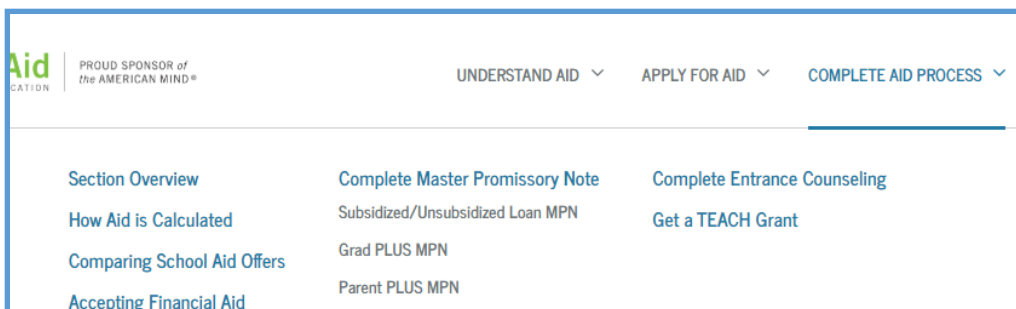 Aid
CATION
PROUD SPONSOR of
the AMERICAN MIND®
UNDERSTAND AID
APPLY FOR AID
COMPLETE AID PROCESS
Section Overview
How Aid is Calculated
Comparing School Aid Offers
Accepting Financial Aid
Complete Master Promissory Note
Subsidized/Unsubsidized Loan MPN
Grad PLUS MPN
Parent PLUS MPN
Complete Entrance Counseling
Get a TEACH Grant